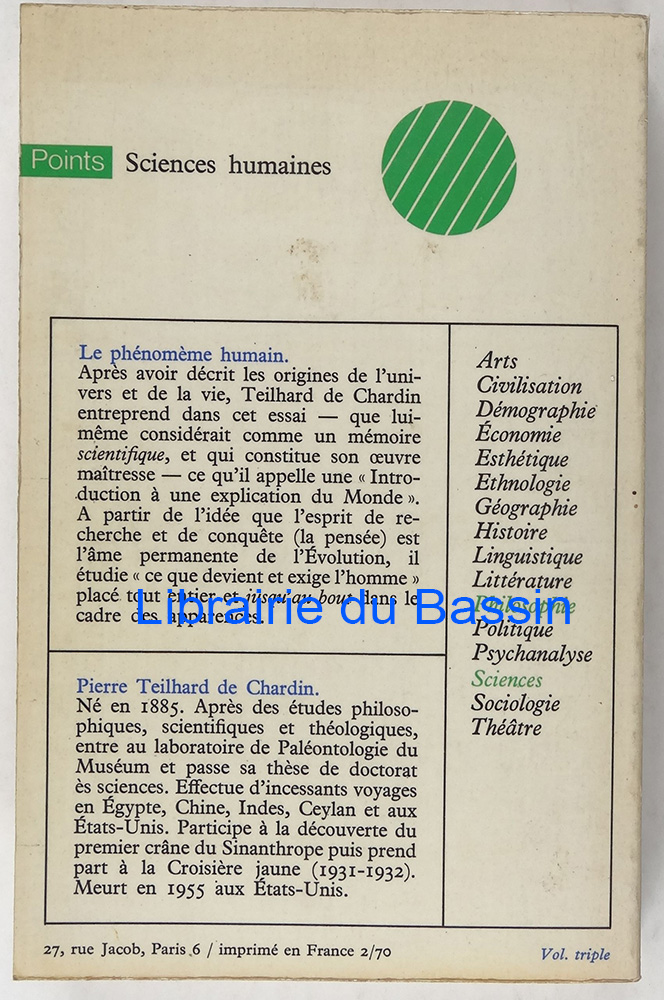 Points Sciences humaines
Le phénomème humain.
Après avoir décrit les origines de l'uni-
vers et de la vie, Teilhard de Chardin
entreprend dans cet essai — que lui-
même considérait comme un mémoire
scientifique, et qui constitue son œuvre
maîtresse — ce qu'il appelle une « Intro-
duction à une explication du Monde ».
A partir de l'idée que l'esprit de re-
cherche et de conquête (la pensée) est
l'âme permanente de l'Évolution, il
étudie « ce que devient et exige l'homme »
placé tout entier et jusqu'au bout dans le
cadre des apparences.
Librairie du Bassin
Pierre Teilhard de Chardin.
Né en 1885. Après des études philoso-
phiques, scientifiques et théologiques,
entre au laboratoire de Paléontologie du
Muséum et passe sa thèse de doctorat
ès sciences. Effectue d'incessants voyages
en Égypte, Chine, Indes, Ceylan et aux
États-Unis. Participe à la découverte du
premier crâne du Sinanthrope puis prend
part à la Croisière jaune (1931-1932).
Meurt en 1955 aux États-Unis.
Arts
Civilisation
Démographie
Économie
Esthétique
Ethnologie
Géographie
Histoire
Linguistique
Littérature
Philosophie
Politique
Psychanalyse
Sciences
Sociologie
Théâtre
27, rue Jacob, Paris 6 / imprimé en France 2/70
Vol. triple